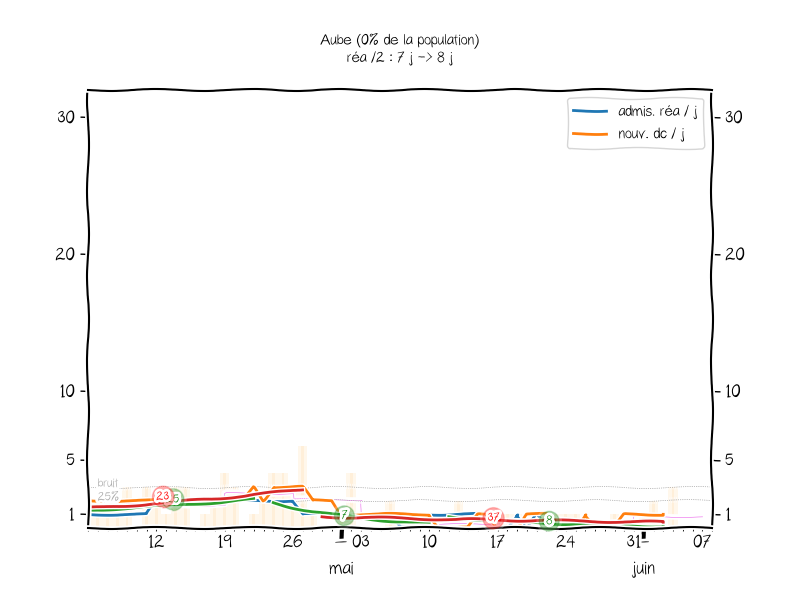 Aube (0% de la population)
réa /2 : 7 j -> 8 j
30 30
admis. réa / j
nouv. dc / j
20 20
10 10
5 5
bruit
25%
23 5
7 37 8
1 1
12 19 26 03 10 17 24 31 07
mai juin